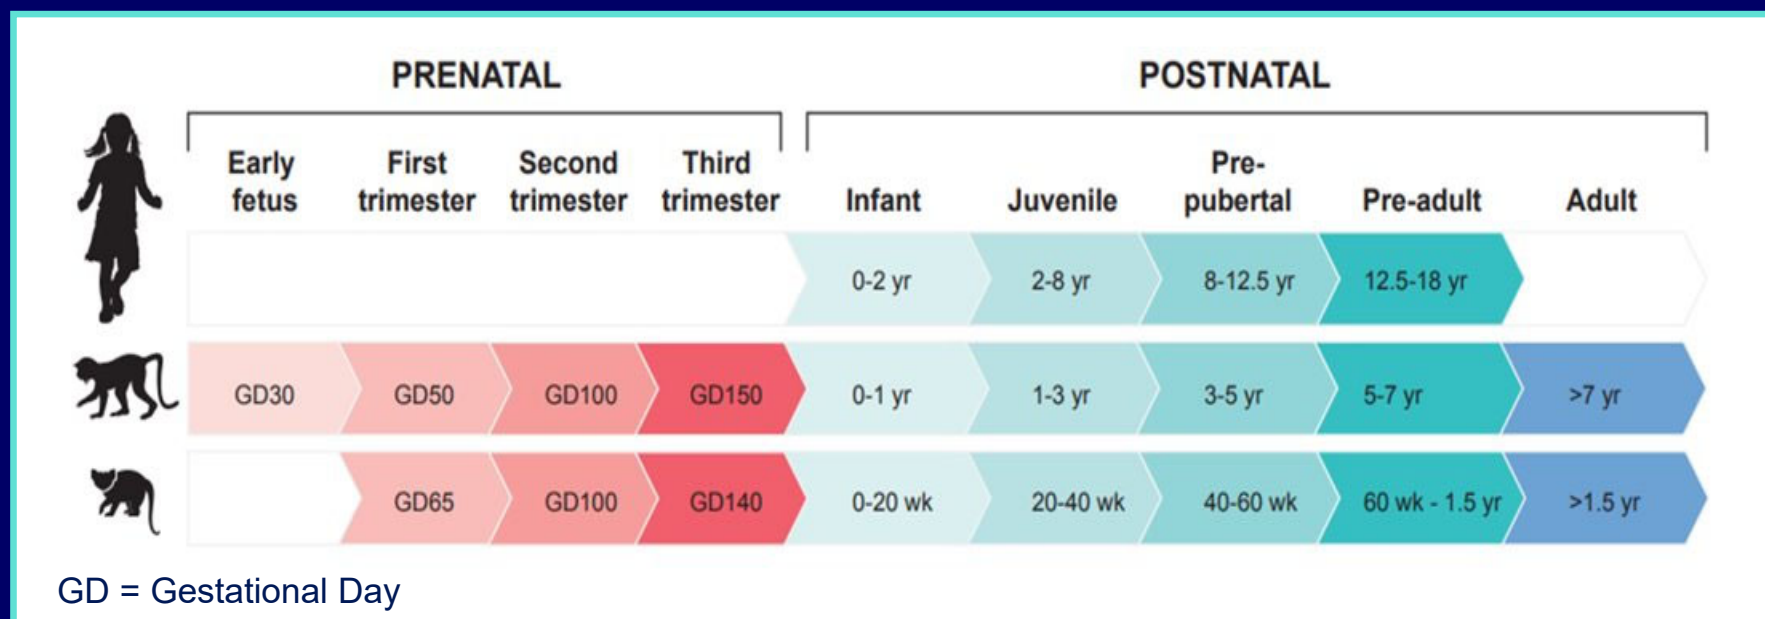 PRENATAL
POSTNATAL
Early
fetus
First
trimester
Second
trimester
Third
trimester
Infant
Juvenile
Pre-
pubertal
Pre-adult
Adult
0-2 yr
2-8 yr
8-12.5 yr
12.5-18 yr
GD30
GD50
GD100
GD150
0-1 yr
1-3 yr
3-5 yr
5-7 yr
>7 yr
GD65
GD100
GD140
0-20 wk
20-40 wk
40-60 wk
60 wk - 1.5 yr
>1.5 yr
GD = Gestational Day